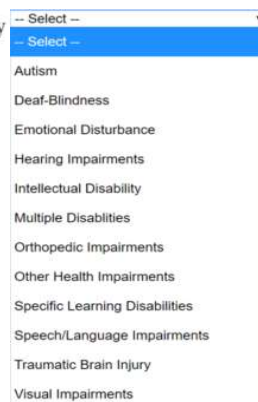 y -- Select --
-- Select --
Autism
Deaf-Blindness
Emotional Disturbance
Hearing Impairments
Intellectual Disability
Multiple Disablities
Orthopedic Impairments
Other Health Impairments
Specific Learning Disabilities
Speech/Language Impairments
Traumatic Brain Injury
Visual Impairments